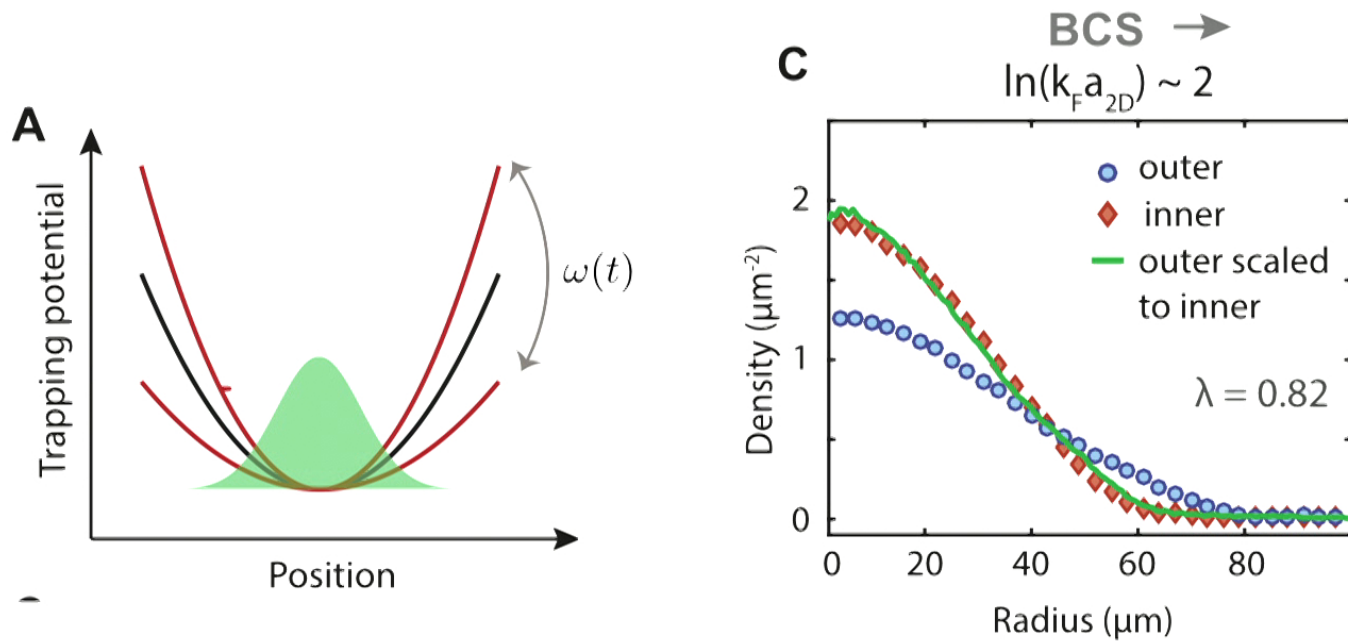 A
Trapping potential
ω(t)
Position
BCS →
C
ln(k_F a_2D) ~ 2
Density (μm⁻²)
2
1
0
outer
inner
outer scaled
to inner
λ = 0.82
0 20 40 60 80
Radius (μm)